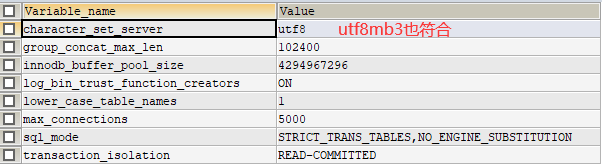 Variable_name Value
character_set_server utf8 utf8mb3也符合
group_concat_max_len 102400
innodb_buffer_pool_size 4294967296
log_bin_trust_function_creators ON
lower_case_table_names 1
max_connections 5000
sql_mode STRICT_TRANS_TABLES,NO_ENGINE_SUBSTITUTION
transaction_isolation READ-COMMITTED